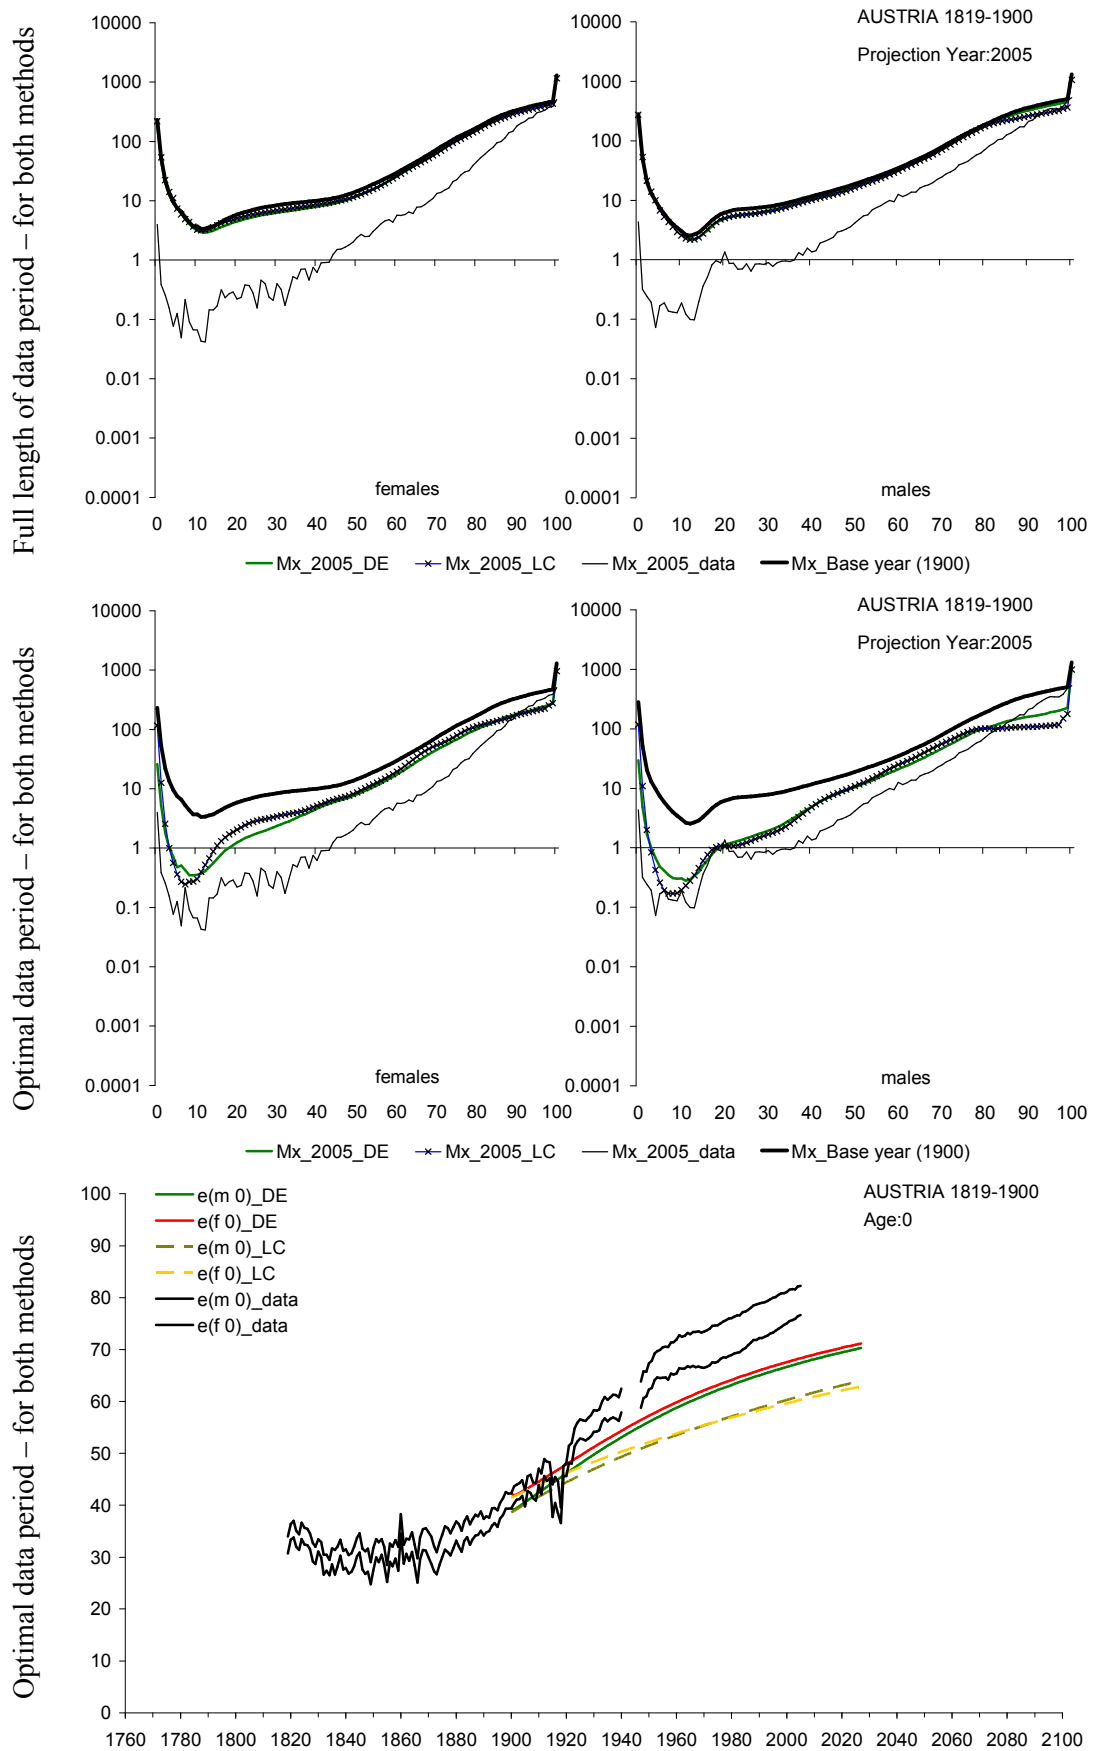 Full length of data period – for both methods
AUSTRIA 1819-1900
Projection Year:2005
10000
1000
100
10
1
0.1
0.01
0.001
0.0001
females
0 10 20 30 40 50 60 70 80 90 100
10000
1000
100
10
1
0.1
0.01
0.001
0.0001
males
0 10 20 30 40 50 60 70 80 90 100
Mx_2005_DE Mx_2005_LC Mx_2005_data Mx_Base year (1900)
Optimal data period – for both methods
AUSTRIA 1819-1900
Projection Year:2005
10000
1000
100
10
1
0.1
0.01
0.001
0.0001
females
0 10 20 30 40 50 60 70 80 90 100
10000
1000
100
10
1
0.1
0.01
0.001
0.0001
males
0 10 20 30 40 50 60 70 80 90 100
Mx_2005_DE Mx_2005_LC Mx_2005_data Mx_Base year (1900)
Optimal data period – for both methods
AUSTRIA 1819-1900
Age:0
e(m 0)_DE
e(f 0)_DE
e(m 0)_LC
e(f 0)_LC
e(m 0)_data
e(f 0)_data
100
90
80
70
60
50
40
30
20
10
0
1760 1780 1800 1820 1840 1860 1880 1900 1920 1940 1960 1980 2000 2020 2040 2060 2080 2100